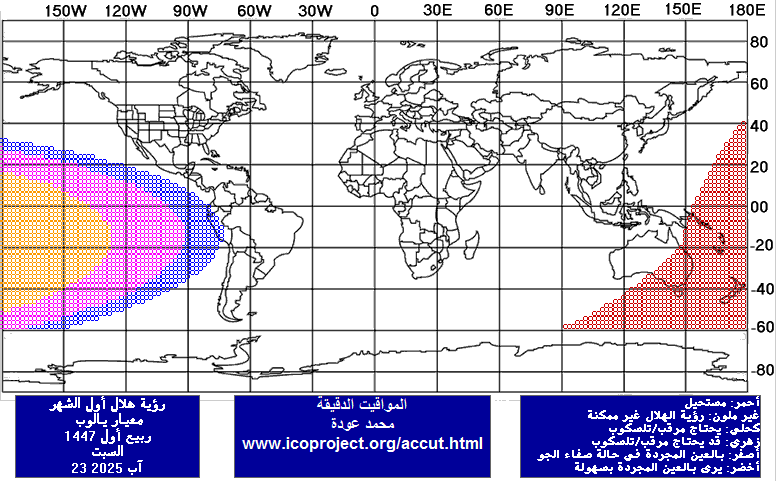 150W 120W 90W 60W 30W 0 30E 60E 90E 120E 150E 180E
80
60
40
20
00
-20
-40
-60
-80
رؤية هلال أول الشهر
معيار يالوب
ربيع أول 1447
السبت
23 آب 2025
المواقيت الدقيقة
محمد عودة
www.icoproject.org/accut.html
أحمر: مستحيل
غير ملون: رؤية الهلال غير ممكنة
كحلي: يحتاج مرقب/تلسكوب
زهري: قد يحتاج مرقب/تلسكوب
أصفر: بالعين المجردة في حالة صفاء الجو
أخضر: يرى بالعين المجردة بسهولة